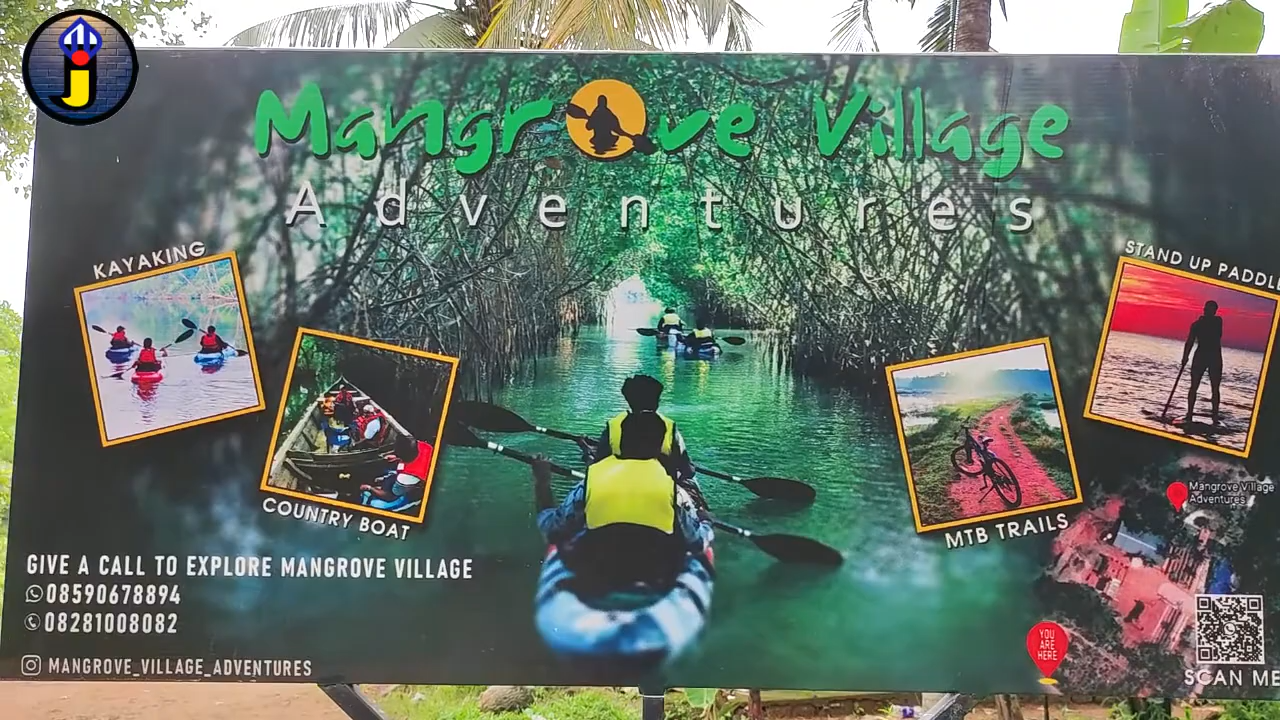 j
Mangrove Village
Adventures
KAYAKING
COUNTRY BOAT
MTB TRAILS
STAND UP PADDL
Mangrove Village
Adventures
GIVE A CALL TO EXPLORE MANGROVE VILLAGE
08590678894
08281008082
MANGROVE_VILLAGE_ADVENTURES
YOU
ARE
HERE
SCAN ME